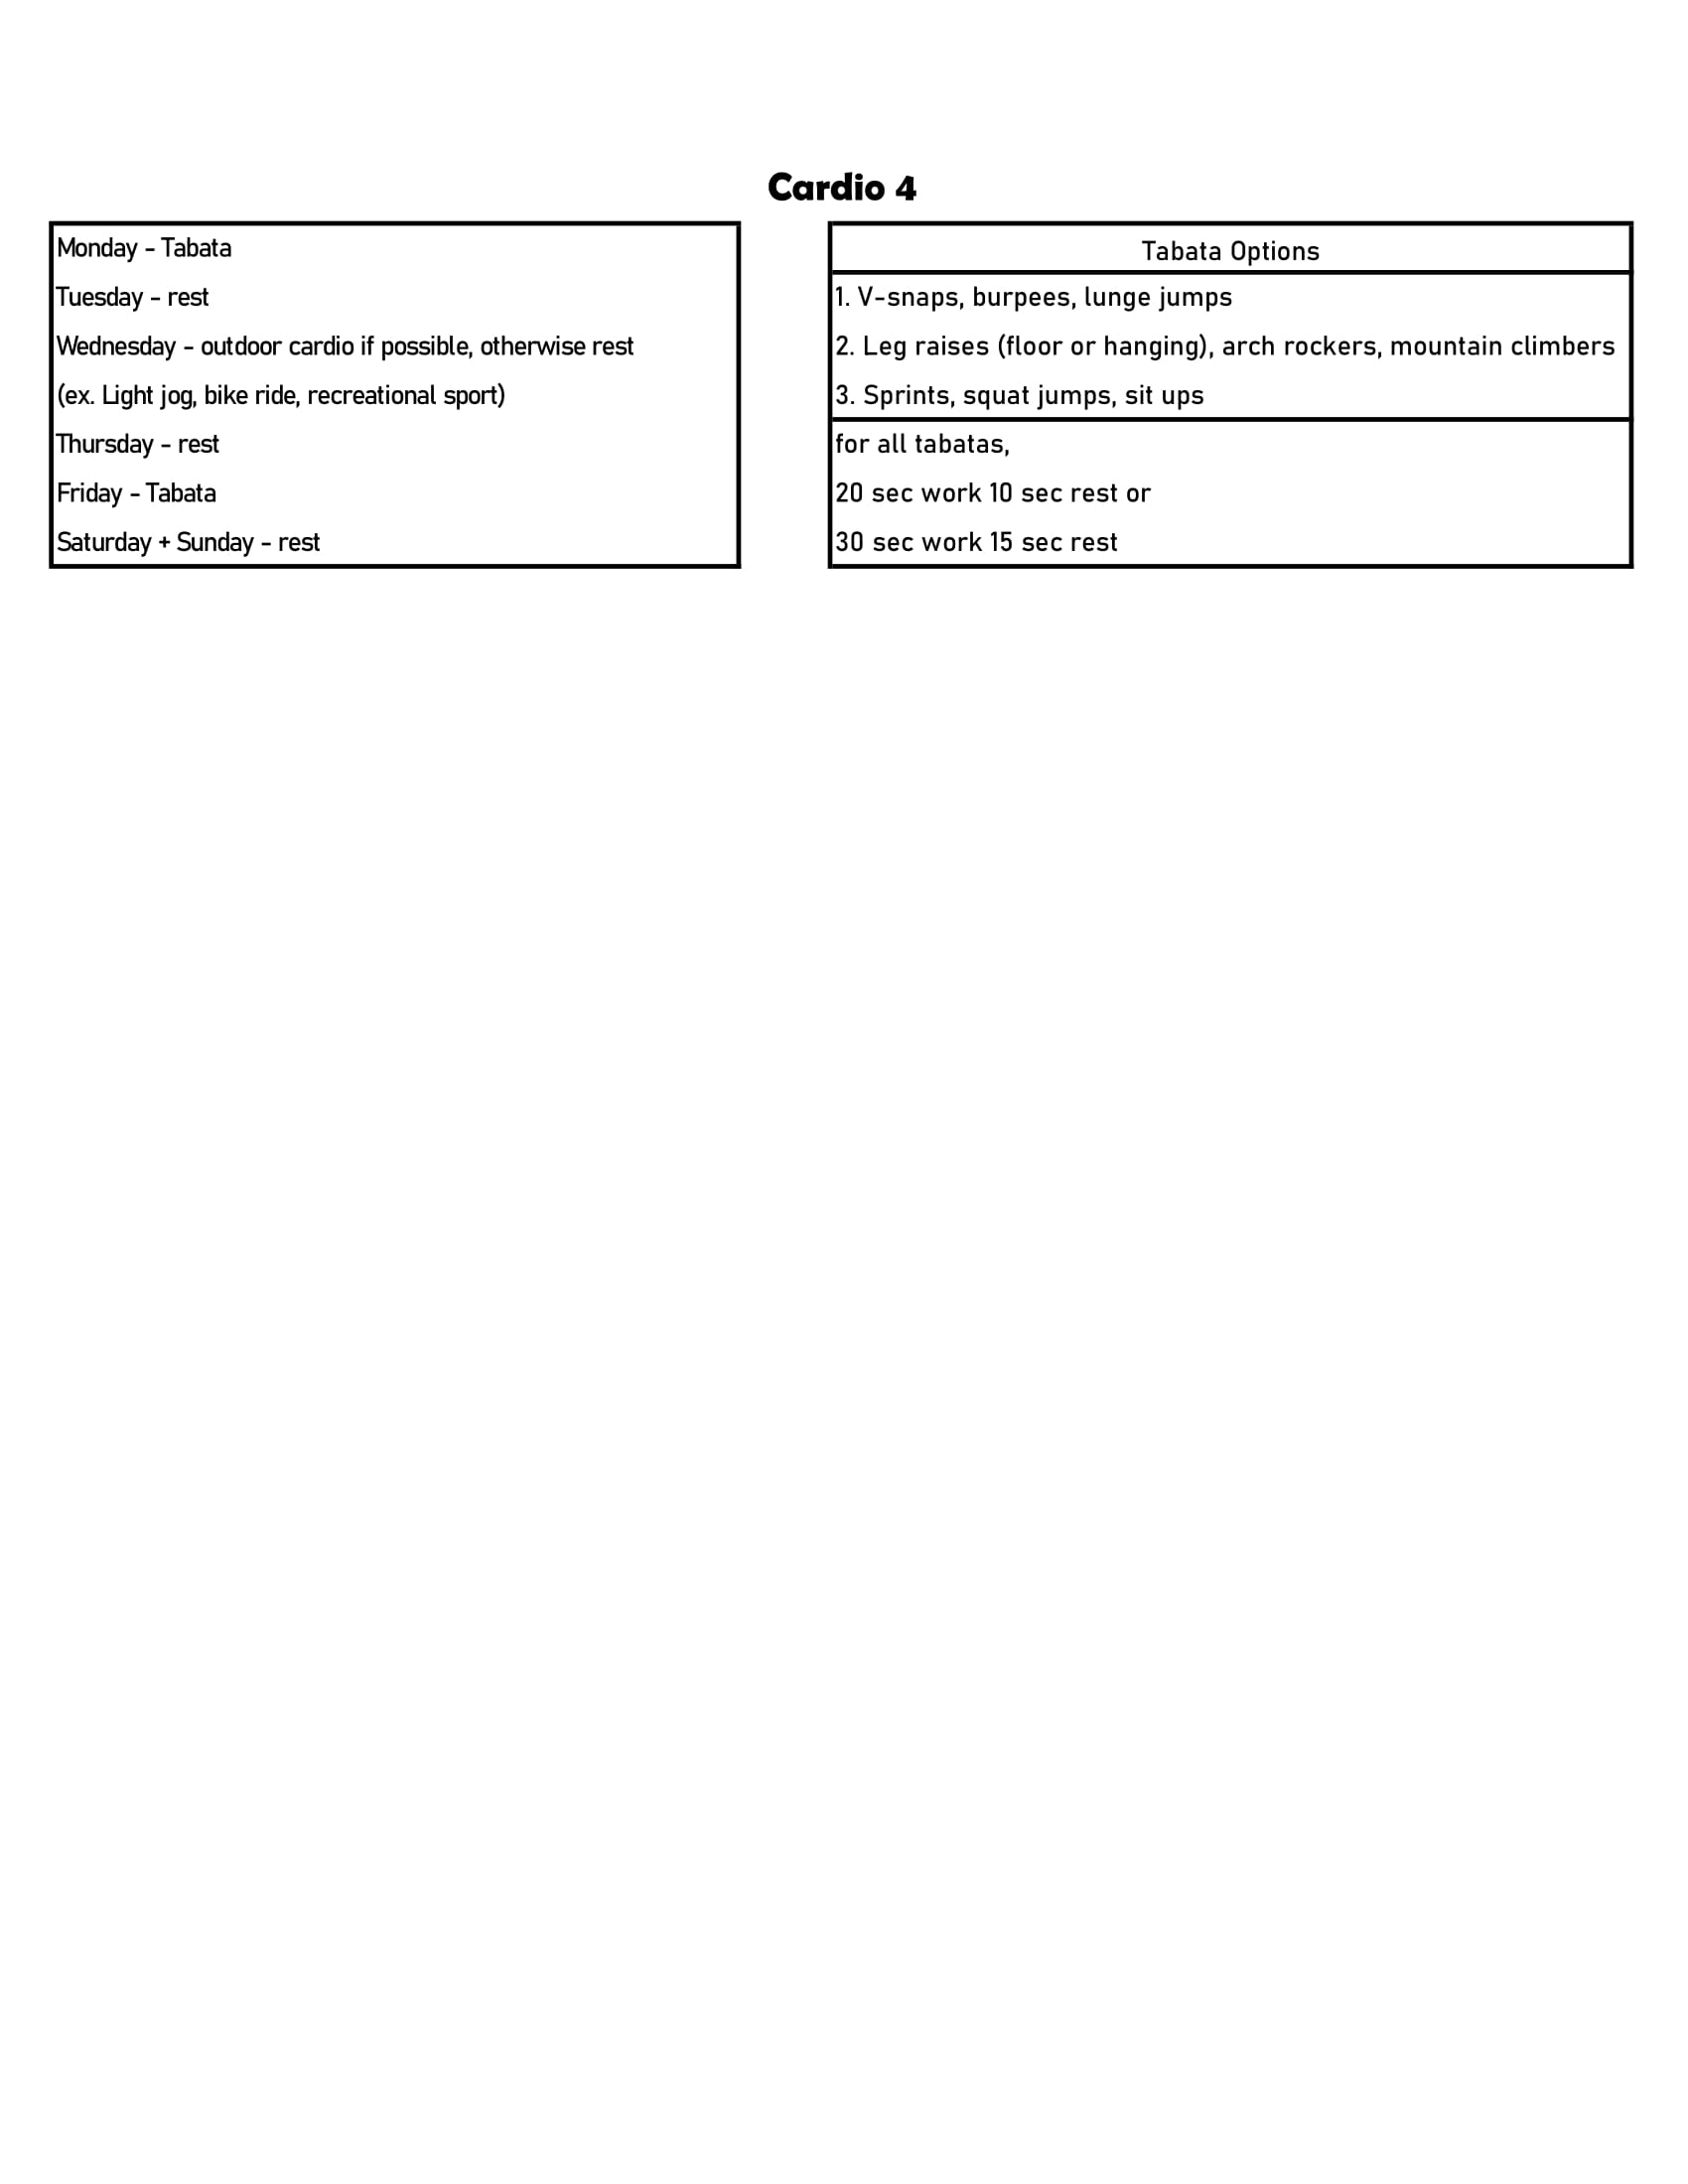 Cardio 4
Monday - Tabata
Tuesday - rest
Wednesday - outdoor cardio if possible, otherwise rest
(ex. Light jog, bike ride, recreational sport)
Thursday - rest
Friday - Tabata
Saturday + Sunday - rest
Tabata Options
1. V-snaps, burpees, lunge jumps
2. Leg raises (floor or hanging), arch rockers, mountain climbers
3. Sprints, squat jumps, sit ups
for all tabatas,
20 sec work 10 sec rest or
30 sec work 15 sec rest